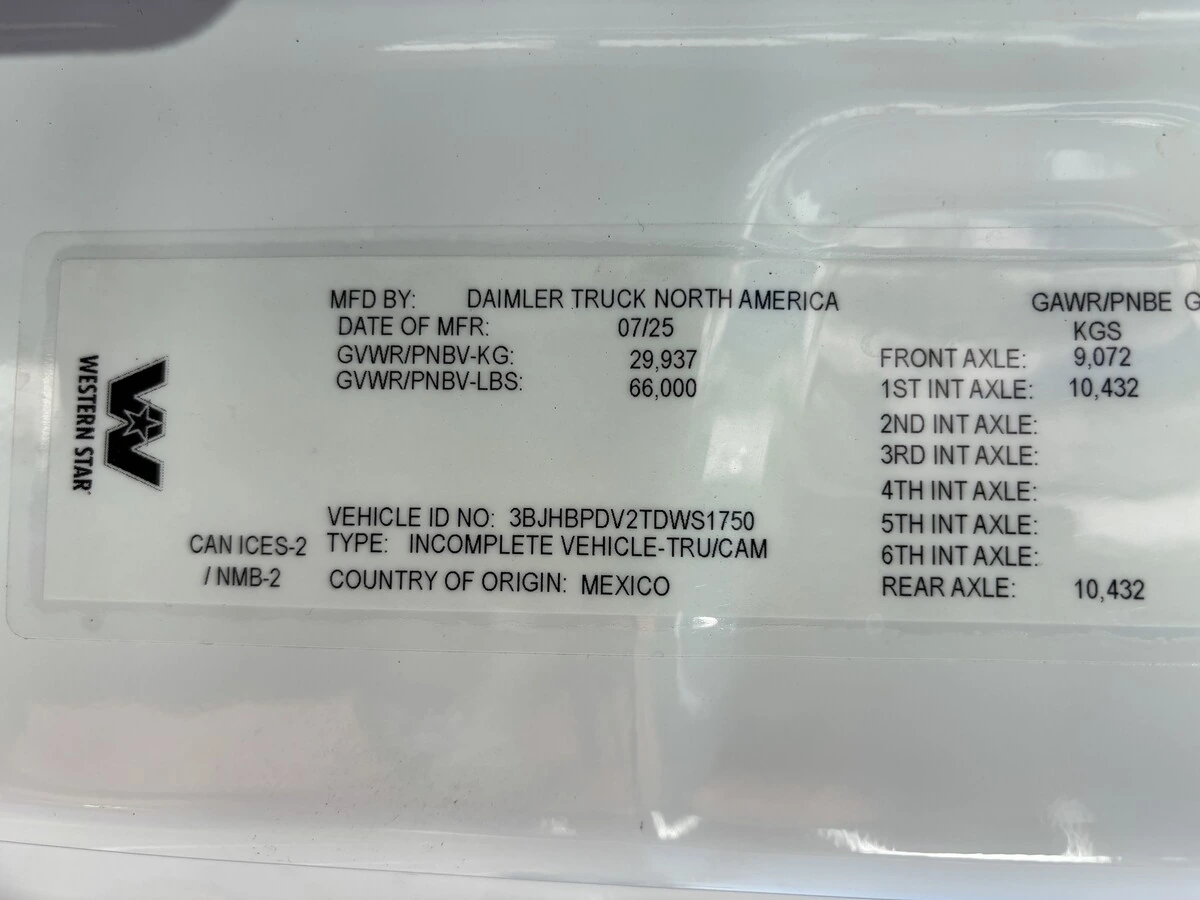 WESTERN STAR
MFD BY: DAIMLER TRUCK NORTH AMERICA
DATE OF MFR: 07/25
GVWR/PNBV-KG: 29,937
GVWR/PNBV-LBS: 66,000
VEHICLE ID NO: 3BJHBPDV2TDWS1750
CAN ICES-2 TYPE: INCOMPLETE VEHICLE-TRU/CAM
/ NMB-2 COUNTRY OF ORIGIN: MEXICO
GAWR/PNBE G
KGS
FRONT AXLE: 9,072
1ST INT AXLE: 10,432
2ND INT AXLE:
3RD INT AXLE:
4TH INT AXLE:
5TH INT AXLE:
6TH INT AXLE:
REAR AXLE: 10,432